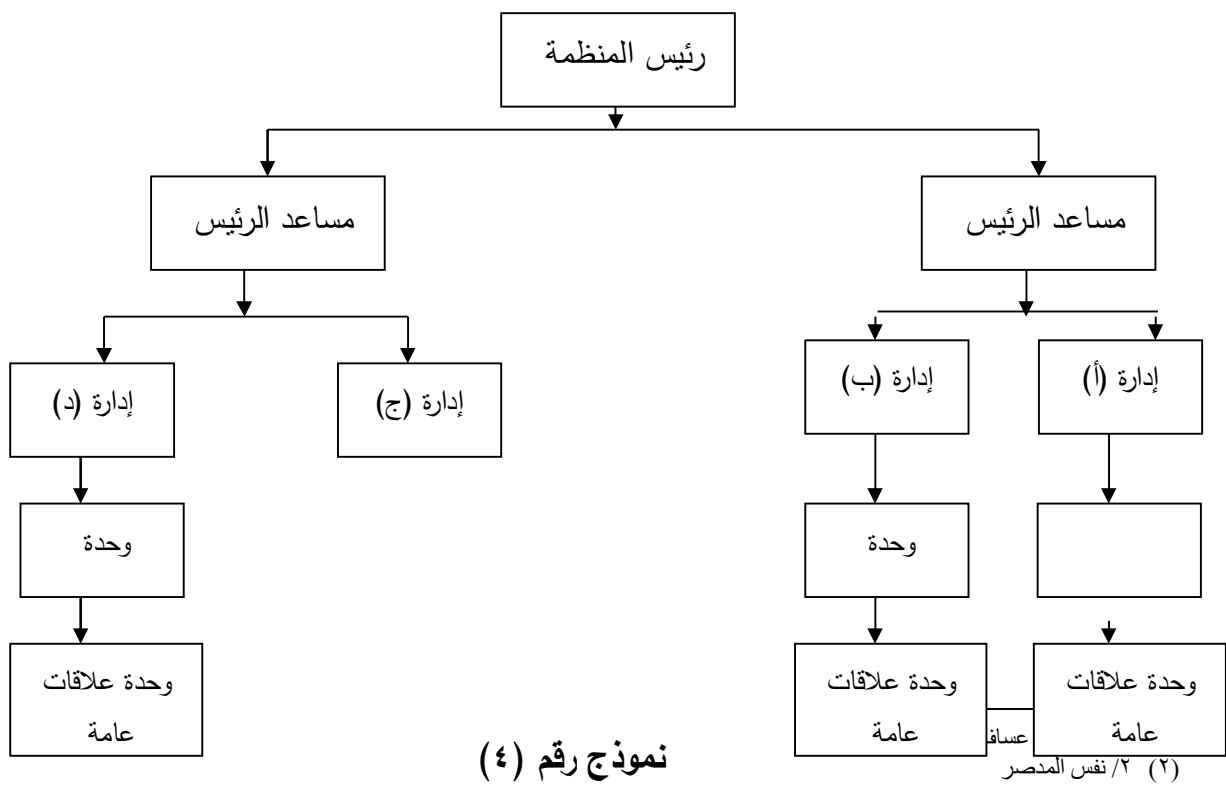 رئيس المنظمة
مساعد الرئيس
مساعد الرئيس
إدارة (أ)
إدارة (ب)
إدارة (ج)
إدارة (د)
وحدة
وحدة
وحدة علاقات
عامة
وحدة علاقات
عامة
وحدة علاقات
عامة
نموذج رقم (٤)
(٢) ٢/ نفس المدصر